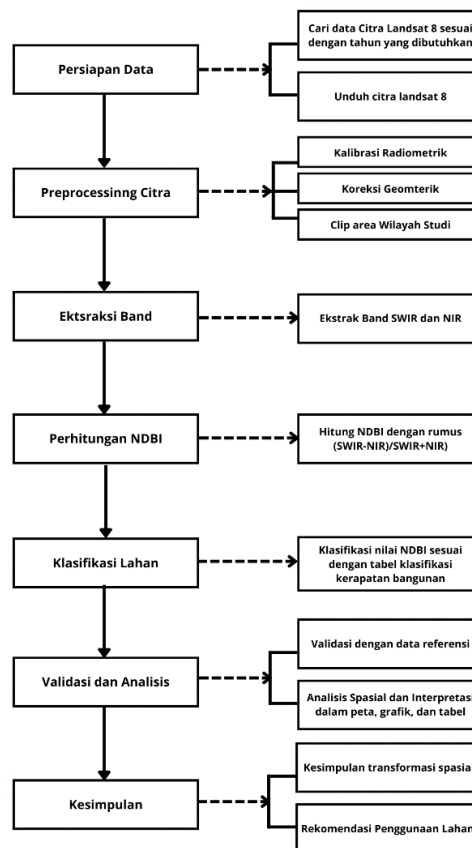 Persiapan Data
Cari data Citra Landsat 8 sesuai
dengan tahun yang dibutuhkan
Unduh citra landsat 8
Preprocessinng Citra
Kalibrasi Radiometrik
Koreksi Geomterik
Clip area Wilayah Studi
Ektsraksi Band
Ekstrak Band SWIR dan NIR
Perhitungan NDBI
Hitung NDBI dengan rumus
(SWIR-NIR)/SWIR+NIR)
Klasifikasi Lahan
Klasifikasi nilai NDBI sesuai
dengan tabel klasifikasi
kerapatan bangunan
Validasi dan Analisis
Validasi dengan data referensi
Analisis Spasial dan Interpretasi
dalam peta, grafik, dan tabel
Kesimpulan
Kesimpulan transformasi spasia
Rekomendasi Penggunaan Lahan